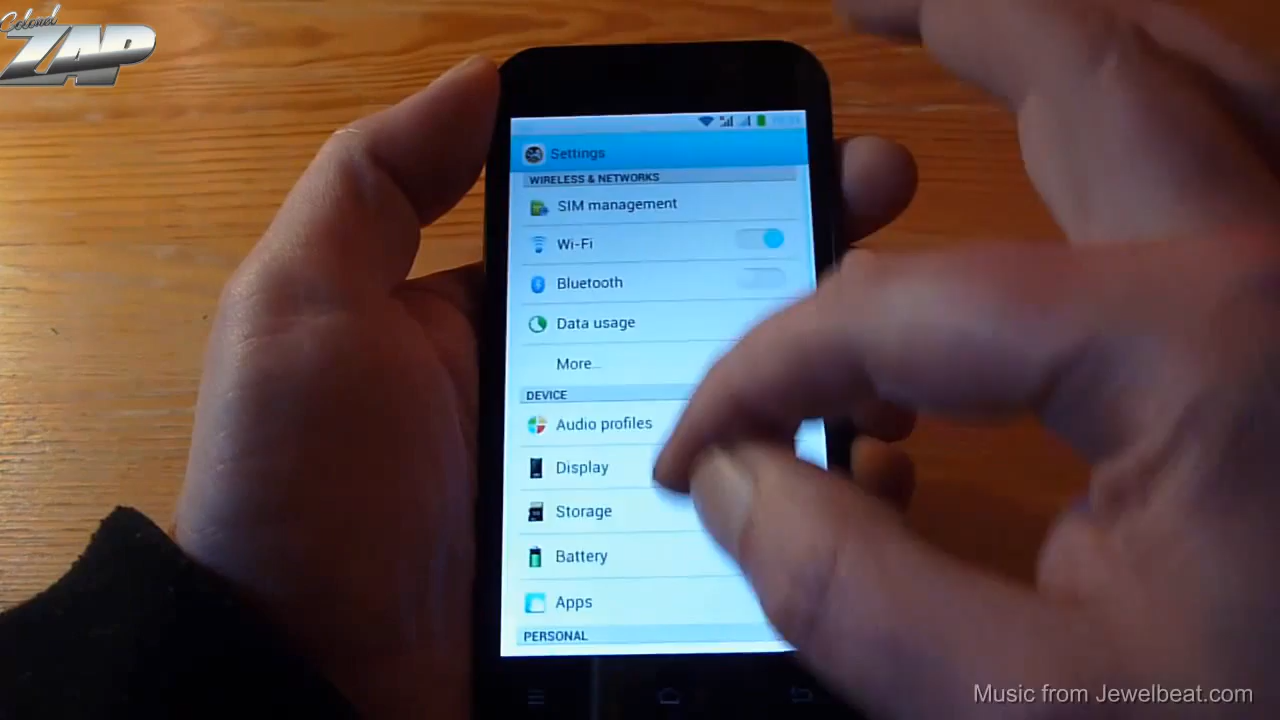 Colonel
ZAP
Settings
WIRELESS & NETWORKS
SIM management
Wi-Fi
Bluetooth
Data usage
More...
DEVICE
Audio profiles
Display
Storage
Battery
Apps
PERSONAL
Music from Jewelbeat.com